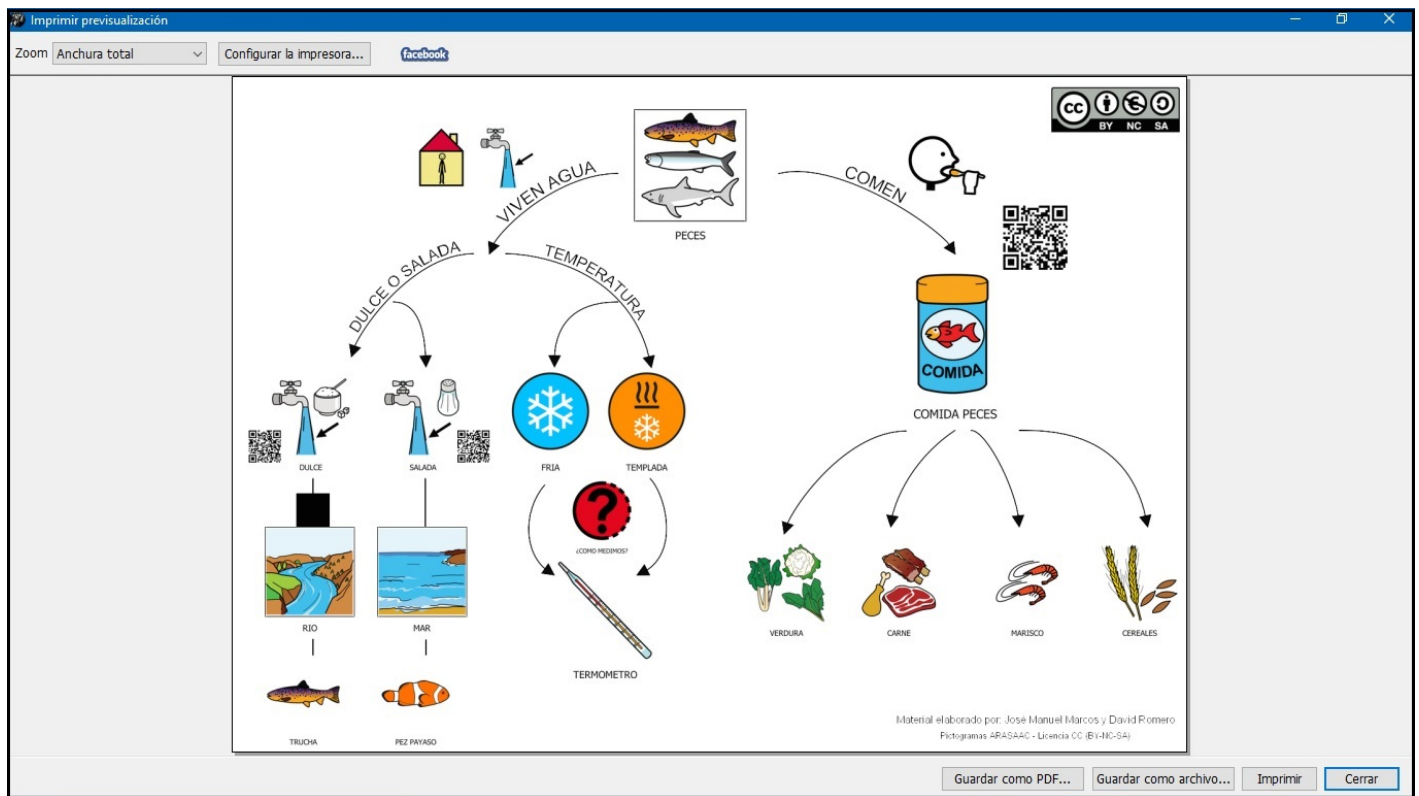 Imprimir previsualización
Zoom Anchura total Configurar la impresora... facebook
cc BY NC SA
VIVEN AGUA
COMEN
PECES
DULCE O SALADA
TEMPERATURA
COMIDA
COMIDA PECES
DULCE SALADA FRIA TEMPLADA
¿COMO MEDIMOS?
RIO MAR
VERDURA CARNE MARISCO CEREALES
TERMOMETRO
TRUCHA PEZ PAYASO
Material elaborado por: José Manuel Marcos y David Romero
Pictogramas ARASAAC - Licencia CC (BY-NC-SA)
Guardar como PDF... Guardar como archivo... Imprimir Cerrar